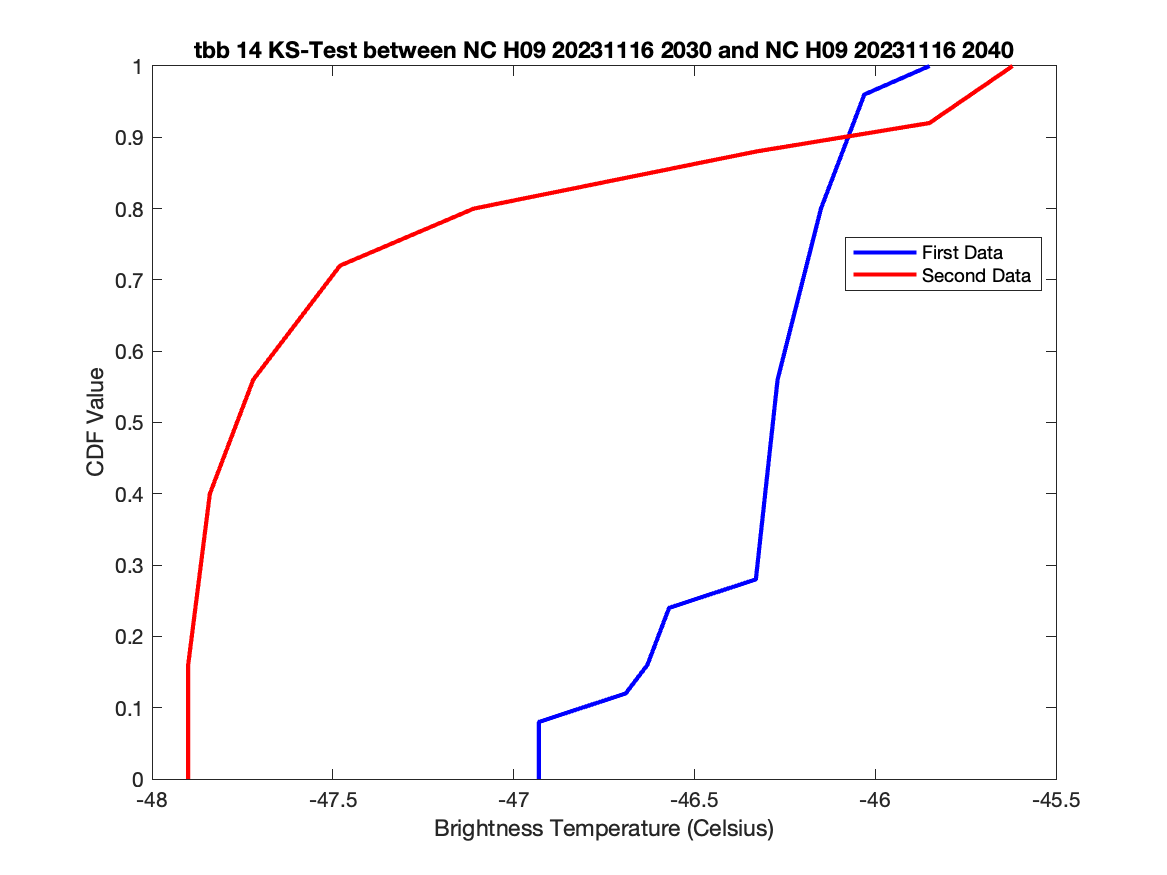 tbb 14 KS-Test between NC H09 20231116 2030 and NC H09 20231116 2040
1
0.9
0.8
0.7
0.6
0.5
0.4
0.3
0.2
0.1
0
CDF Value
First Data
Second Data
-48 -47.5 -47 -46.5 -46 -45.5
Brightness Temperature (Celsius)